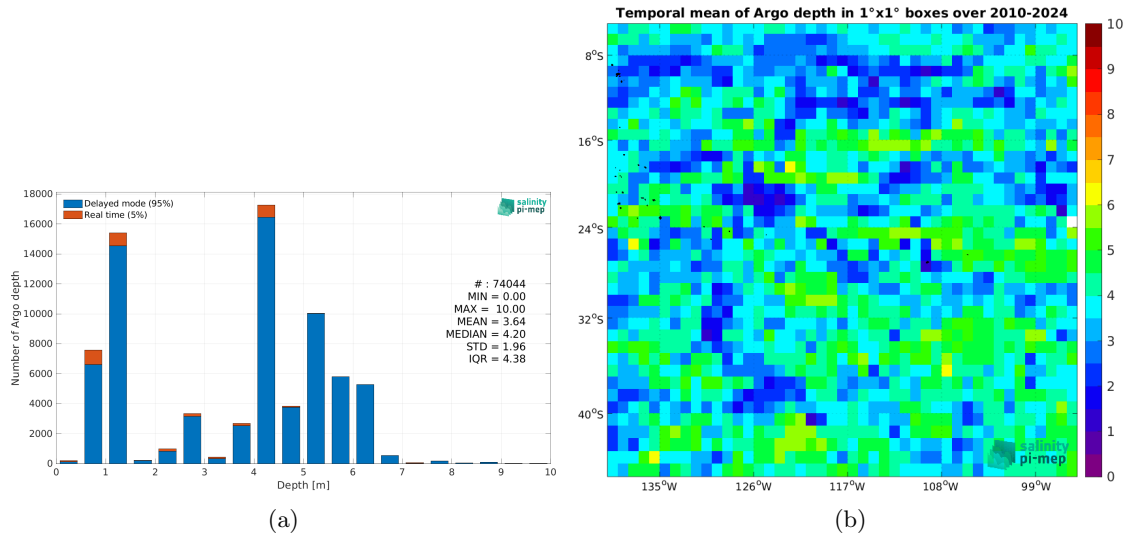 Delayed mode (95%)
Real time (5%)
salinity
pi-mep
# : 74044
MIN = 0.00
MAX = 10.00
MEAN = 3.64
MEDIAN = 4.20
STD = 1.96
IQR = 4.38
Number of Argo depth
18000
16000
14000
12000
10000
8000
6000
4000
2000
0
0 1 2 3 4 5 6 7 8 9 10
Depth [m]
(a)
Temporal mean of Argo depth in 1°x1° boxes over 2010-2024
8°S
16°S
24°S
32°S
40°S
135°W 126°W 117°W 108°W 99°W
salinity
pi-mep
10
9
8
7
6
5
4
3
2
1
0
(b)